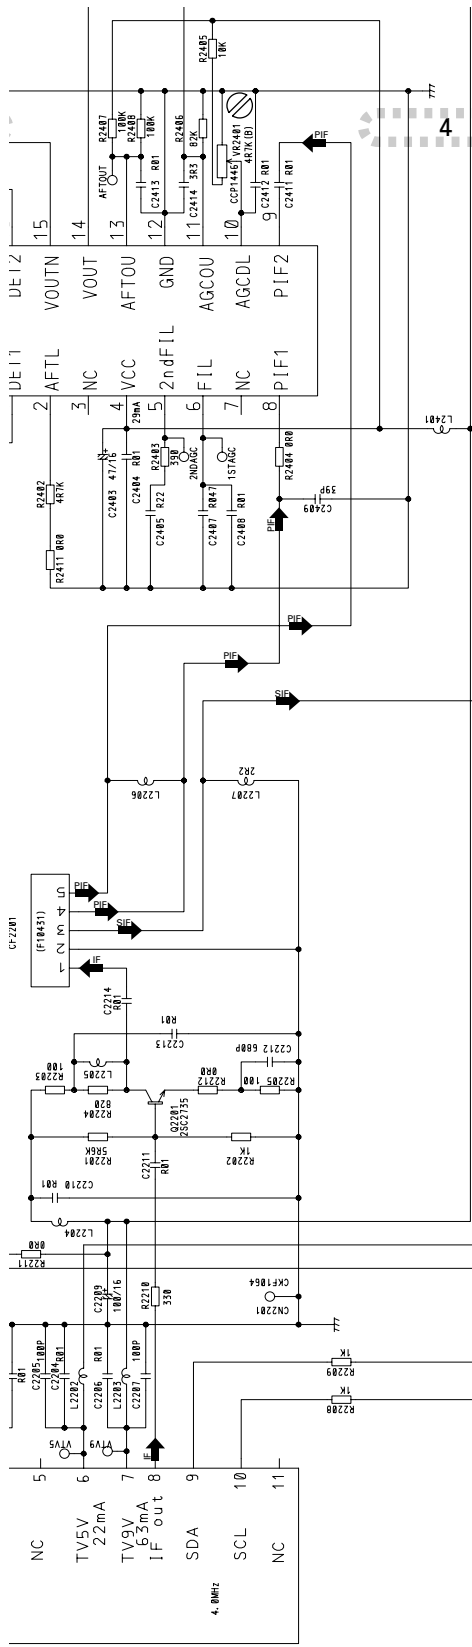 R2405
10K
R2407
100K
R2408
100K
R2406
82K
VR2401
4R7K(B)
CCP1446
4
PIF
AFTOUT
C2413 R01
C2414 3R3
C2412 R01
C2411 R01
15
14
13
12
11
10
9
DET2
VOUTN
VOUT
AFTOU
GND
AGCOU
AGCDL
PIF2
DET1
AFTL
NC
VCC
2ndFIL
FIL
NC
PIF1
2
3
4
5
6
7
8
29mA
L2401
R2402
4R7K
C2403 47/16
C2404 R01
R2403
390
2NDAGC
1STAGC
R2404 0R0
C2405 R22
C2407 R047
C2408 R01
C2409
39P
PIF
R2411 0R0
PIF
PIF
SIF
L2206
L2207
2R2
CF2201
(F10431)
5
4
3
2
1
PIF
PIF
SIF
IF
C2214
R01
C2213
R01
R2203
100
L2205
R2204
820
R2212
0R0
C2212 680P
R2205
100
Q2201
2SC2735
R2201
5R6K
C2211
R01
R2202
1K
C2210 R01
L2204
R2211
0R0
C2209
100/16
R2210
330
CKF1064
CN2201
R01
C2205
100P
C2204
R01
L2202
C2206
R01
L2203
C2207
100P
R2209
1K
R2208
1K
VTV5
VTV9
IF
5
6
7
8
9
10
11
NC
TV5V
22mA
TV9V
63mA
IF out
SDA
SCL
NC
4.0MHz